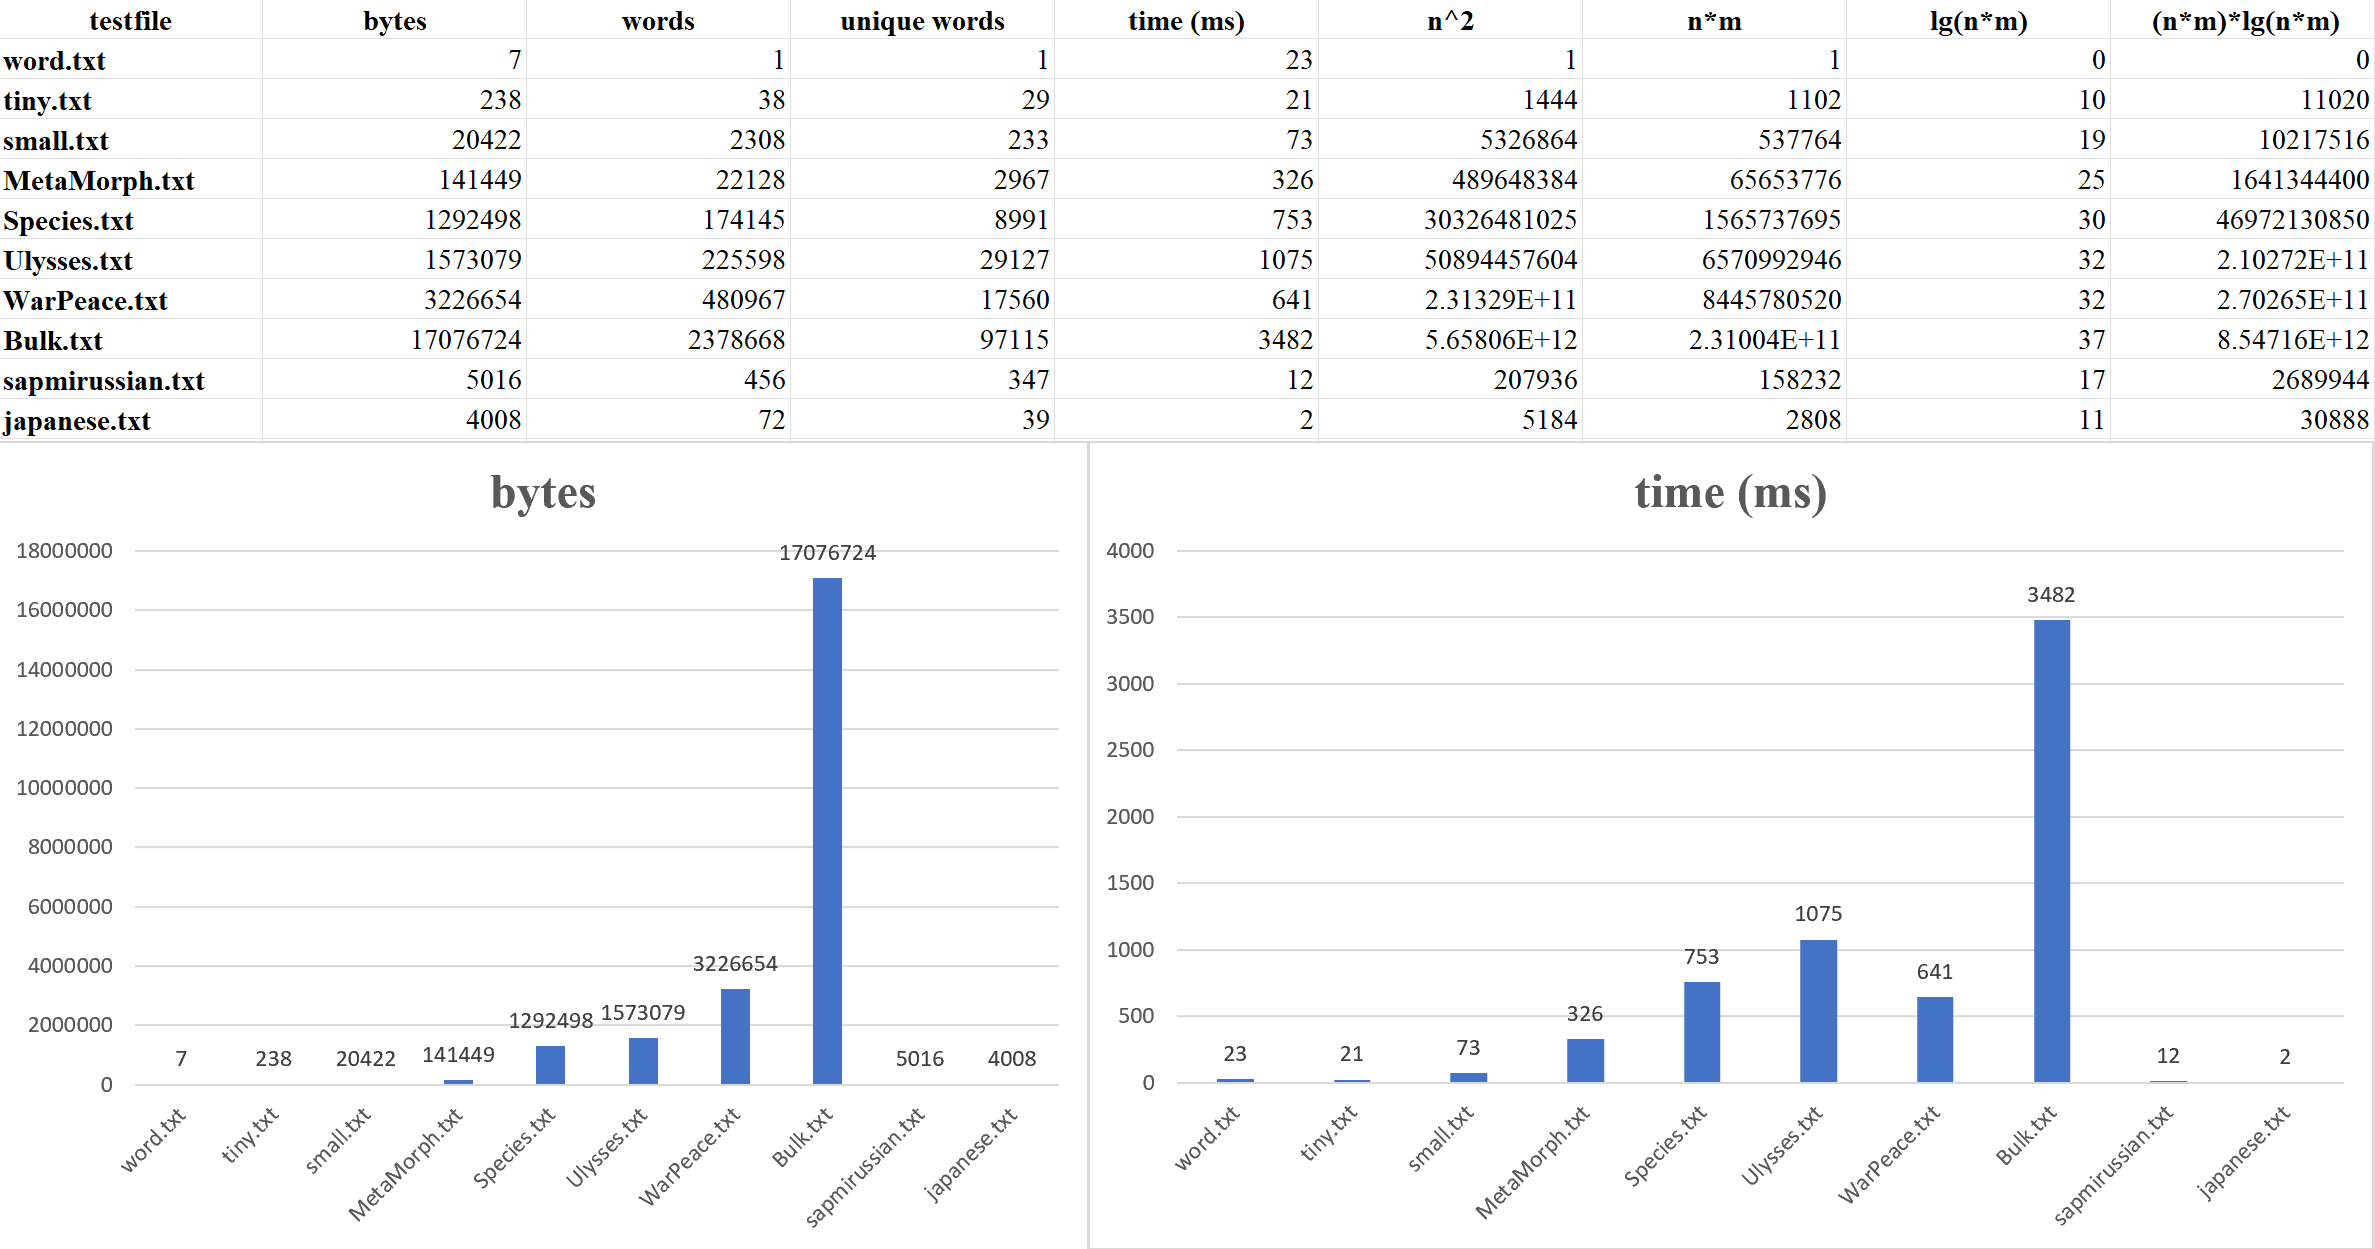 testfile bytes words unique words time (ms) n^2 n*m lg(n*m) (n*m)*lg(n*m)
word.txt 7 1 1 23 1 1 0 0
tiny.txt 238 38 29 21 1444 1102 10 11020
small.txt 20422 2308 233 73 5326864 537764 19 10217516
MetaMorph.txt 141449 22128 2967 326 489648384 65653776 25 1641344400
Species.txt 1292498 174145 8991 753 30326481025 1565737695 30 46972130850
Ulysses.txt 1573079 225598 29127 1075 50894457604 6570992946 32 2.10272E+11
WarPeace.txt 3226654 480967 17560 641 2.31329E+11 8445780520 32 2.70265E+11
Bulk.txt 17076724 2378668 97115 3482 5.65806E+12 2.31004E+11 37 8.54716E+12
sapmirussian.txt 5016 456 347 12 207936 158232 17 2689944
japanese.txt 4008 72 39 2 5184 2808 11 30888
bytes
18000000
16000000
14000000
12000000
10000000
8000000
6000000
4000000
2000000
0
7 238 20422 141449 1292498 1573079 3226654 17076724 5016 4008
word.txt tiny.txt small.txt MetaMorph.txt Species.txt Ulysses.txt WarPeace.txt Bulk.txt sapmirussian.txt japanese.txt
time (ms)
4000
3500
3000
2500
2000
1500
1000
500
0
23 21 73 326 753 1075 641 3482 12 2
word.txt tiny.txt small.txt MetaMorph.txt Species.txt Ulysses.txt WarPeace.txt Bulk.txt sapmirussian.txt japanese.txt